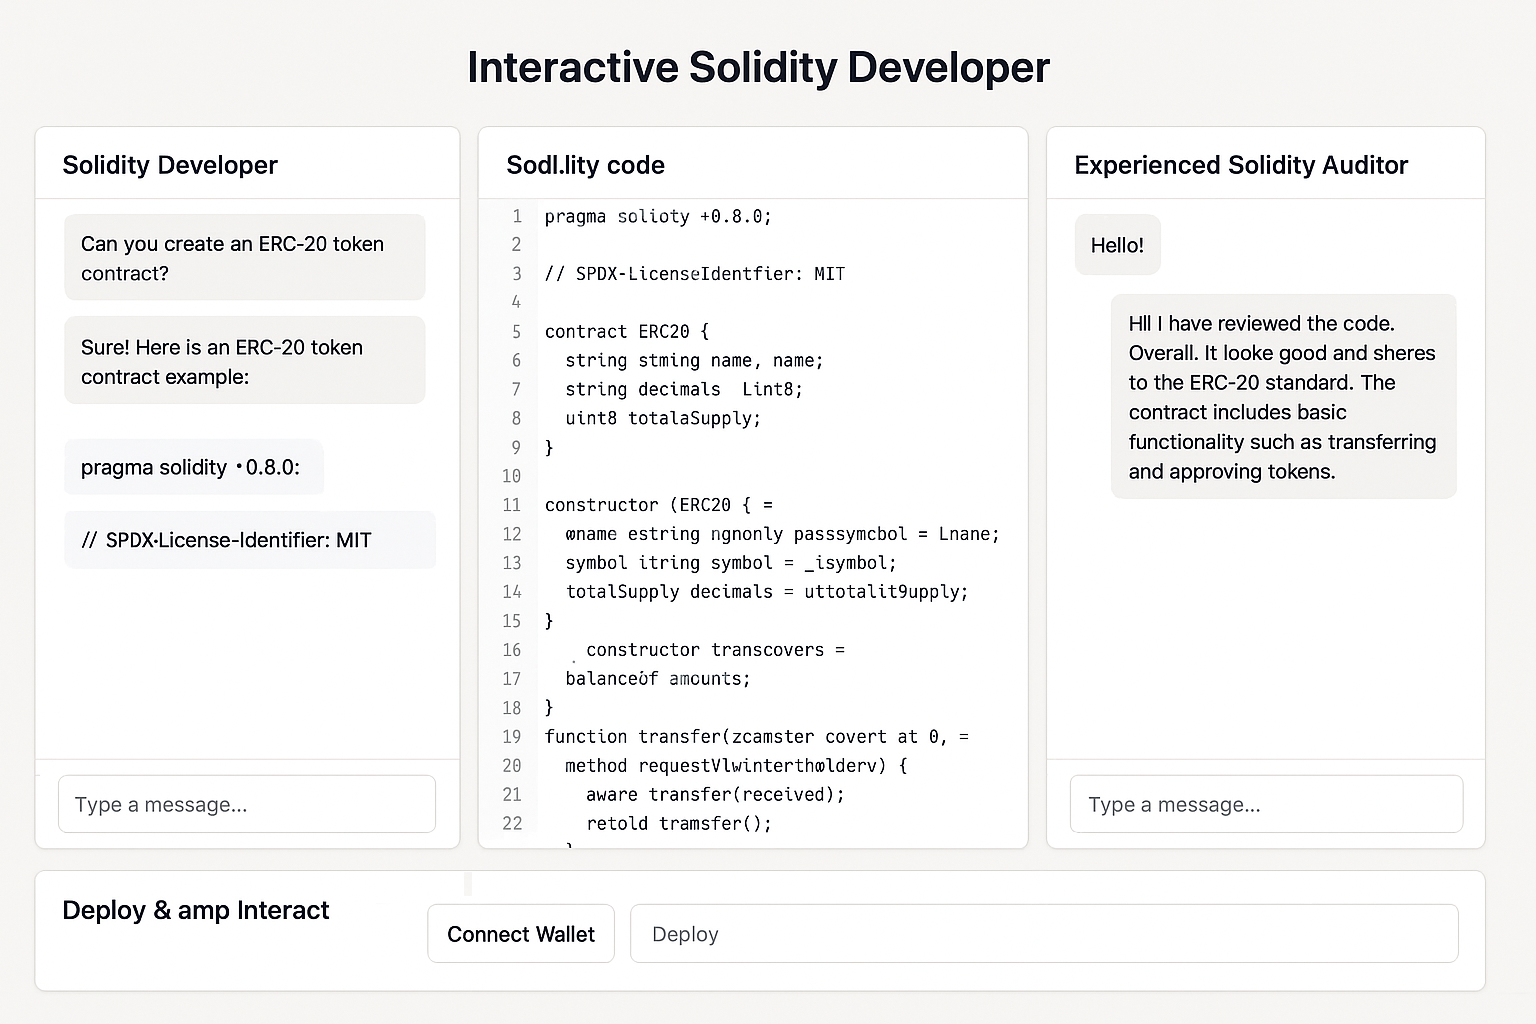 Interactive Solidity Developer
Solidity Developer
Can you create an ERC-20 token
contract?
Sure! Here is an ERC-20 token
contract example:
pragma solidity •0.8.0:
// SPDX·License-Identifier: MIT
Type a message...
Sodl.lity code
1 pragma solioty +0.8.0;
2
3 // SPDX-LicenseIdentfier: MIT
4
5 contract ERC20 {
6 string stming name, name;
7 string decimals Lint8;
8 uint8 totalaSupply;
9 }
10
11 constructor (ERC20 { =
12 øname estring ngnonly passsymcbol = Lnane;
13 symbol itring symbol = _isymbol;
14 totalSupply decimals = uttotalit9upply;
15 }
16 constructor transcovers =
17 balanceof amounts;
18 }
19 function transfer(zcamster covert at 0, =
20 method {
21 aware transfer(received);
22 retold tramsfer();
Experienced Solidity Auditor
Hello!
Hll I have reviewed the code.
Overall. It looke good and sheres
to the ERC-20 standard. The
contract includes basic
functionality such as transferring
and approving tokens.
Type a message...
Deploy & amp Interact
Connect Wallet
Deploy